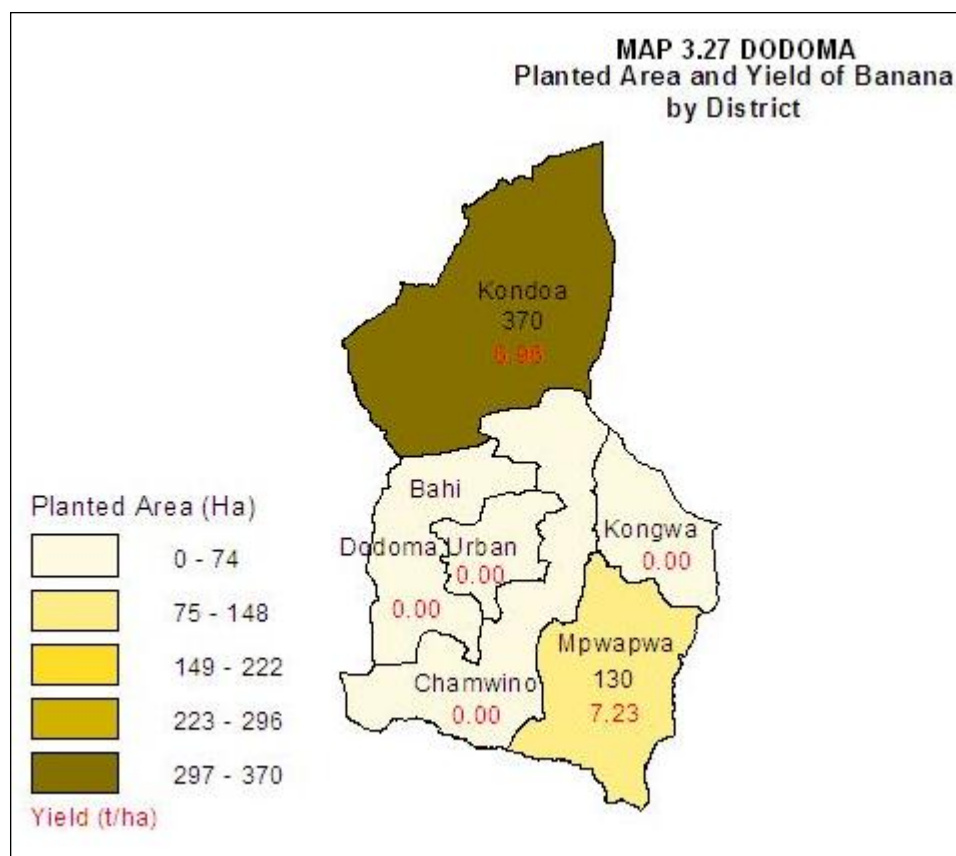 MAP 3.27 DODOMA
Planted Area and Yield of Banana
by District
Kondoa
370
Bahi
Dodoma Urban
0.00
0.00
Kongwa
0.00
Mpwapwa
130
7.23
Chamwino
0.00
Planted Area (Ha)
0 - 74
75 - 148
149 - 222
223 - 296
297 - 370
Yield (t/ha)